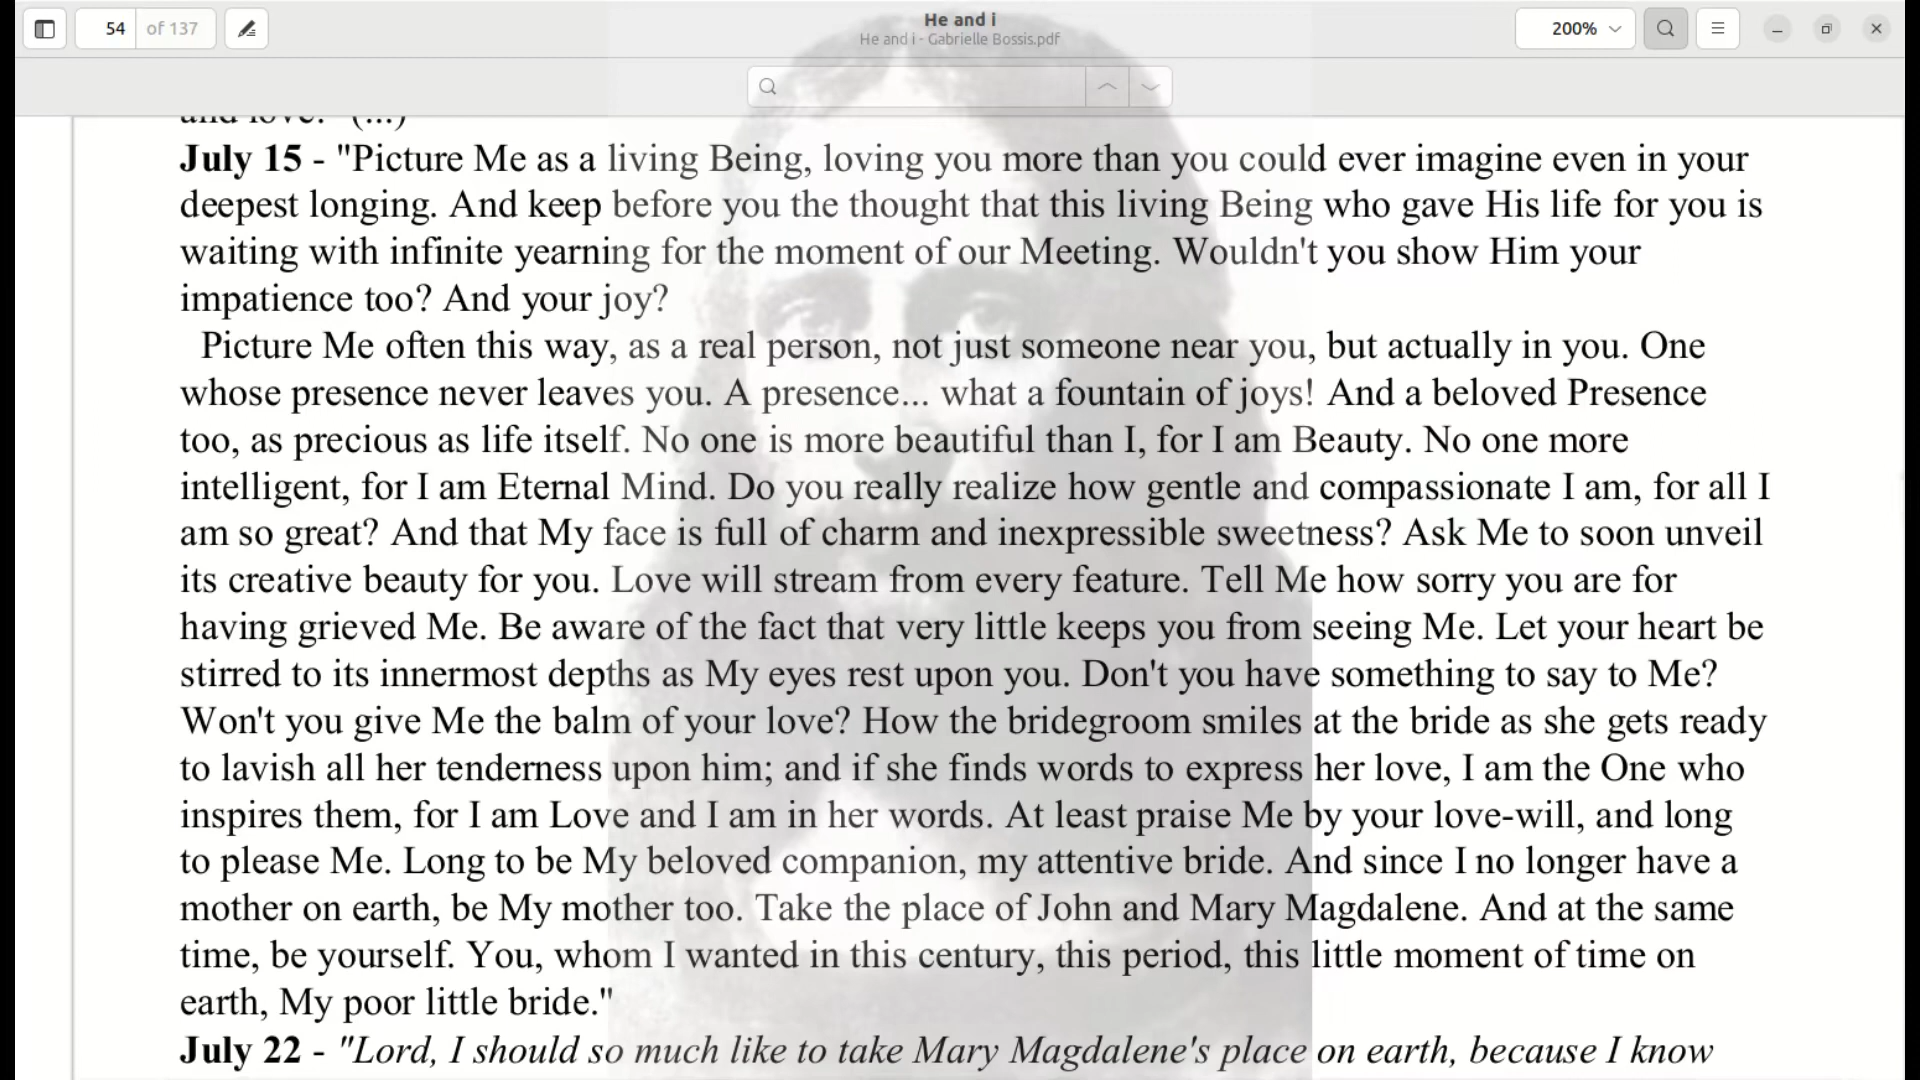 54 of 137
He and i
He and i - Gabrielle Bossis.pdf
200%
and love." (...)
July 15 - "Picture Me as a living Being, loving you more than you could ever imagine even in your
deepest longing. And keep before you the thought that this living Being who gave His life for you is
waiting with infinite yearning for the moment of our Meeting. Wouldn't you show Him your
impatience too? And your joy?
Picture Me often this way, as a real person, not just someone near you, but actually in you. One
whose presence never leaves you. A presence... what a fountain of joys! And a beloved Presence
too, as precious as life itself. No one is more beautiful than I, for I am Beauty. No one more
intelligent, for I am Eternal Mind. Do you really realize how gentle and compassionate I am, for all I
am so great? And that My face is full of charm and inexpressible sweetness? Ask Me to soon unveil
its creative beauty for you. Love will stream from every feature. Tell Me how sorry you are for
having grieved Me. Be aware of the fact that very little keeps you from seeing Me. Let your heart be
stirred to its innermost depths as My eyes rest upon you. Don't you have something to say to Me?
Won't you give Me the balm of your love? How the bridegroom smiles at the bride as she gets ready
to lavish all her tenderness upon him; and if she finds words to express her love, I am the One who
inspires them, for I am Love and I am in her words. At least praise Me by your love-will, and long
to please Me. Long to be My beloved companion, my attentive bride. And since I no longer have a
mother on earth, be My mother too. Take the place of John and Mary Magdalene. And at the same
time, be yourself. You, whom I wanted in this century, this period, this little moment of time on
earth, My poor little bride."
July 22 - "Lord, I should so much like to take Mary Magdalene's place on earth, because I know